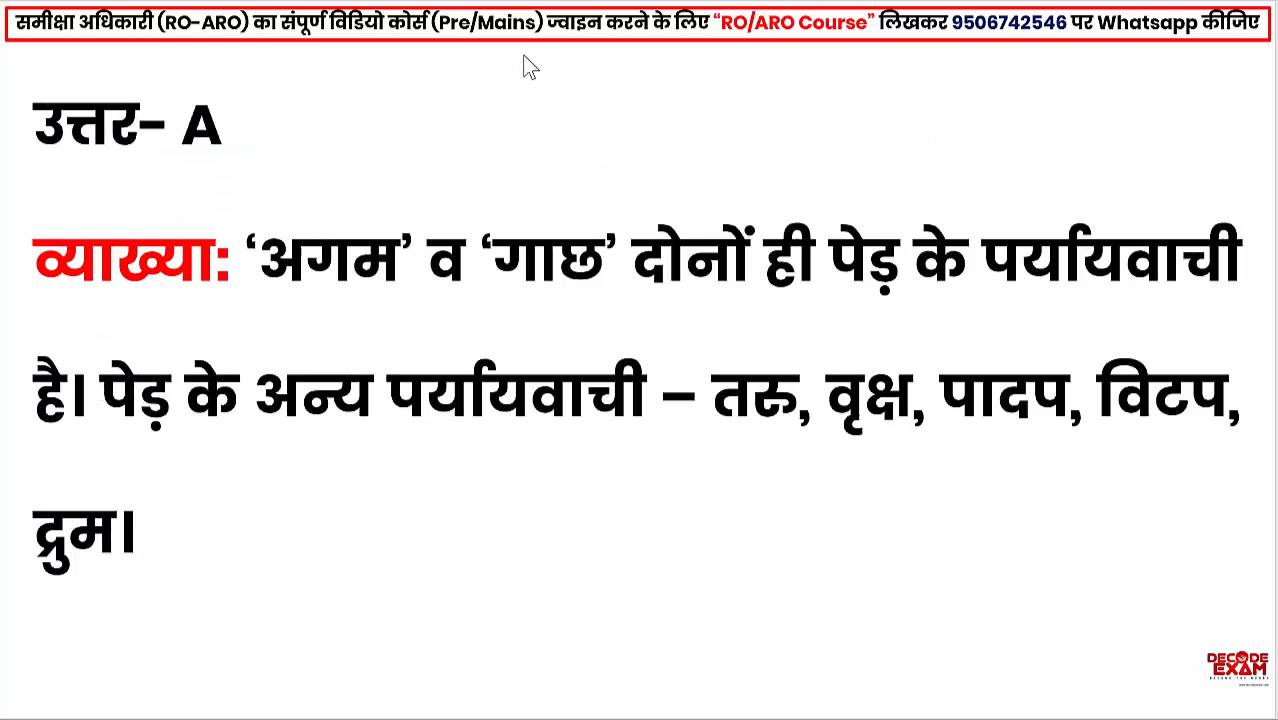 समीक्षा अधिकारी (RO-ARO) का संपूर्ण विडियो कोर्स (Pre/Mains) ज्वाइन करने के लिए “RO/ARO Course” लिखकर 9506742546 पर Whatsapp कीजिए
उत्तर- A
व्याख्या: ‘अगम’ व ‘गाछ’ दोनों ही पेड़ के पर्यायवाची
है। पेड़ के अन्य पर्यायवाची – तरु, वृक्ष, पादप, विटप,
द्रुम।
DECODE
EXAM